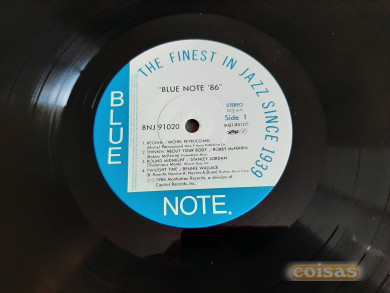 THE FINEST IN JAZZ SINCE 1939
"BLUE NOTE '86"
BLUE
STEREO
Side 1
BNJ 91020
1. REGINA - MICHEL PETRUCCIANI
2. THINKIN' ABOUT YOUR BODY - BOBBY McFERRIN
3. ROUND MIDNIGHT - STANLEY JORDAN
4. TWILIGHT TIME - BENNIE WALLACE
1986 Manhattan Records, a division of
Capitol Records, Inc.
NOTE.
coisas